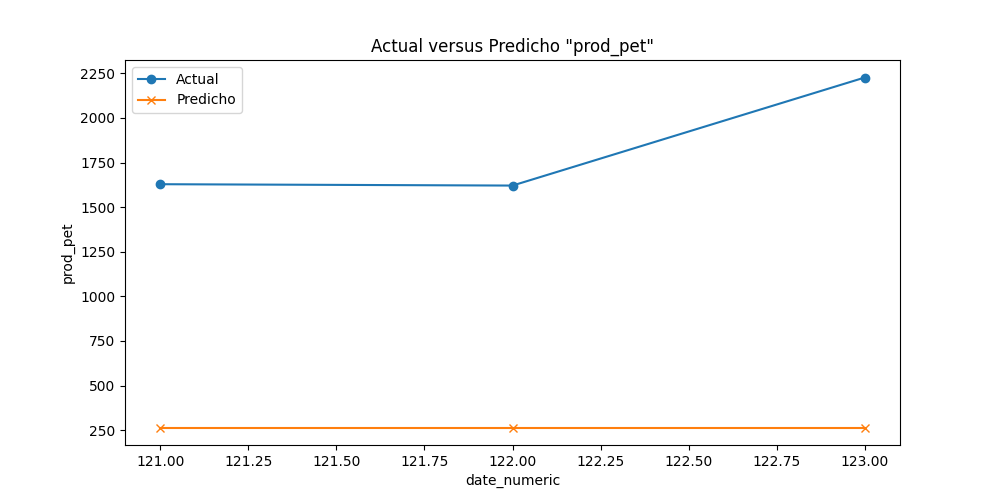 Actual versus Predicho "prod_pet"
Actual
Predicho
2250
2000
1750
1500
1250
1000
750
500
250
prod_pet
121.00 121.25 121.50 121.75 122.00 122.25 122.50 122.75 123.00
date_numeric